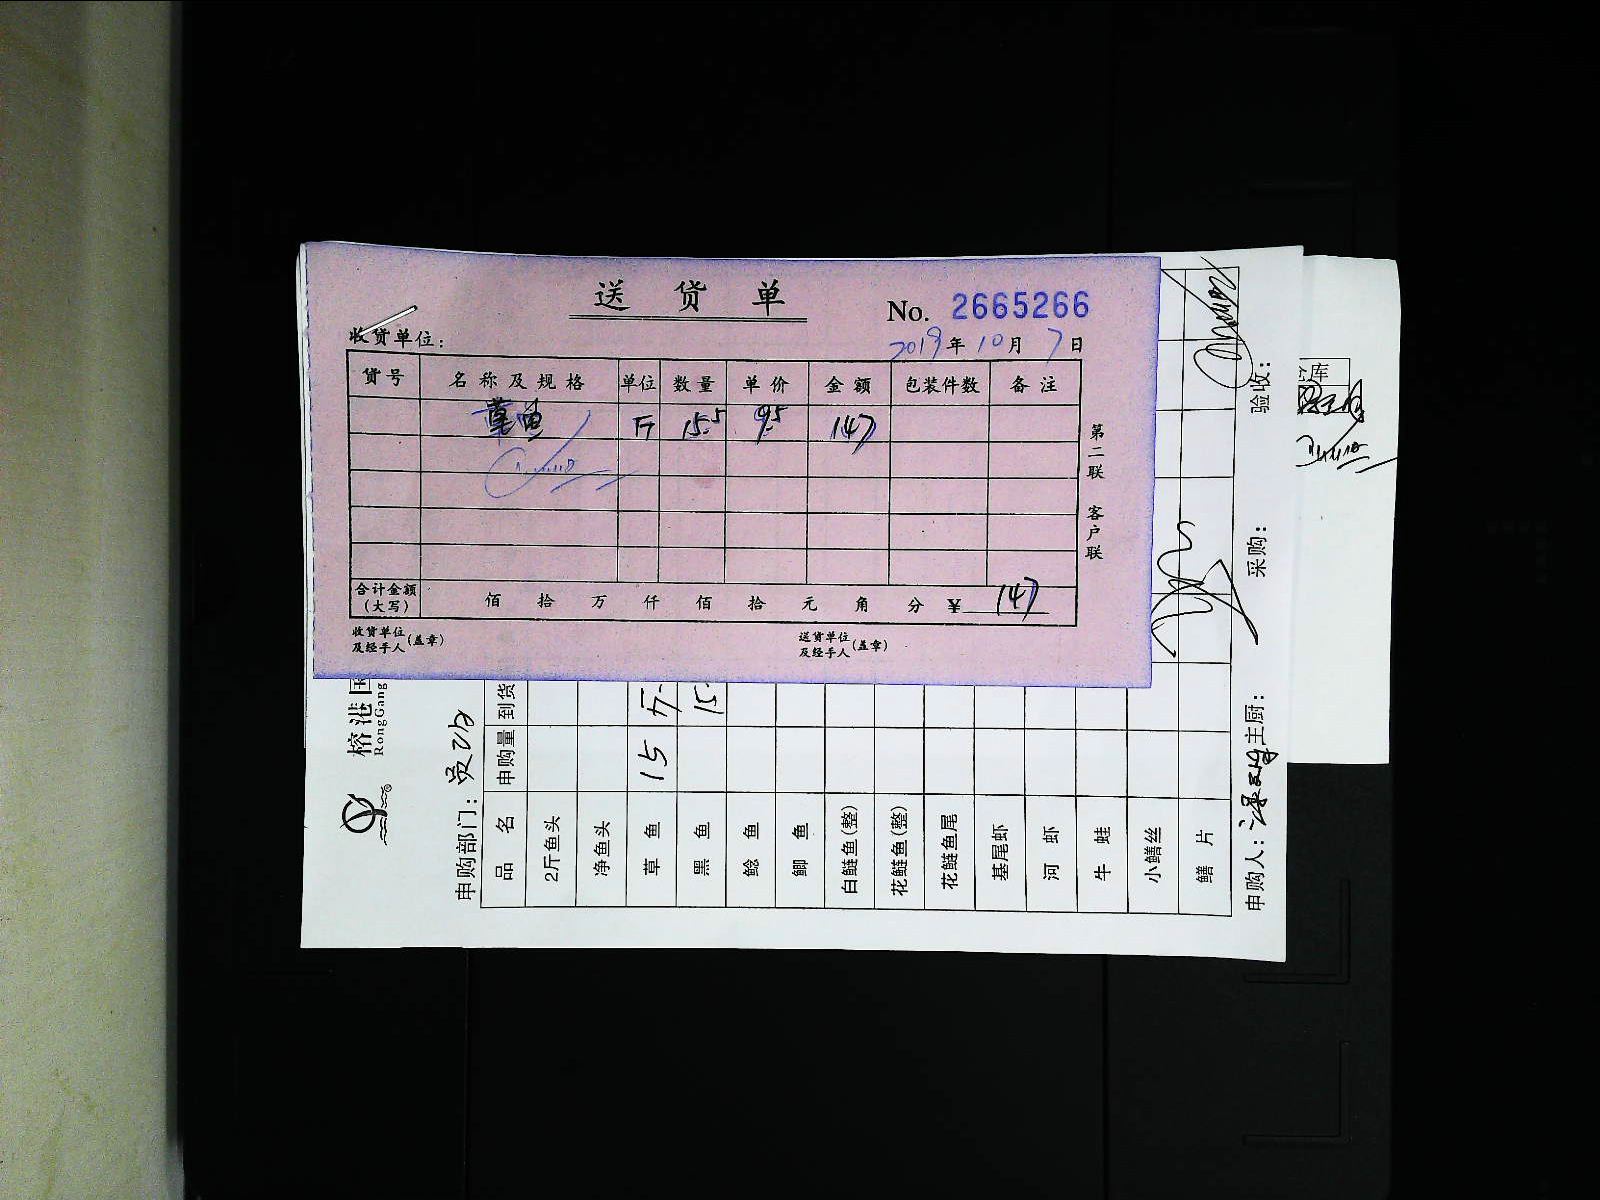 送货单
No. 2665266
收货单位：
2019年10月7日
货号 名称及规格 单位 数量 单价 金额 包装件数 备注
草鱼 斤 15.5 9.5 147
合计金额（大写） 佰 拾 万 仟 佰 拾 元 角 分 ¥ 147
收货单位及经手人（盖章） 送货单位及经手人（盖章）
第二联 客户联
榕港
RongGang
申购部门：
品名 申购量 到货
2斤鱼头
净鱼头
草鱼 15 斤
黑鱼 15
鲶鱼
鲫鱼
白鲢鱼(整)
花鲢鱼(整)
花鲢鱼尾
基尾虾
河虾
牛蛙
小鳝丝
鳝片
申购人： 主厨： 采购： 验收：
库